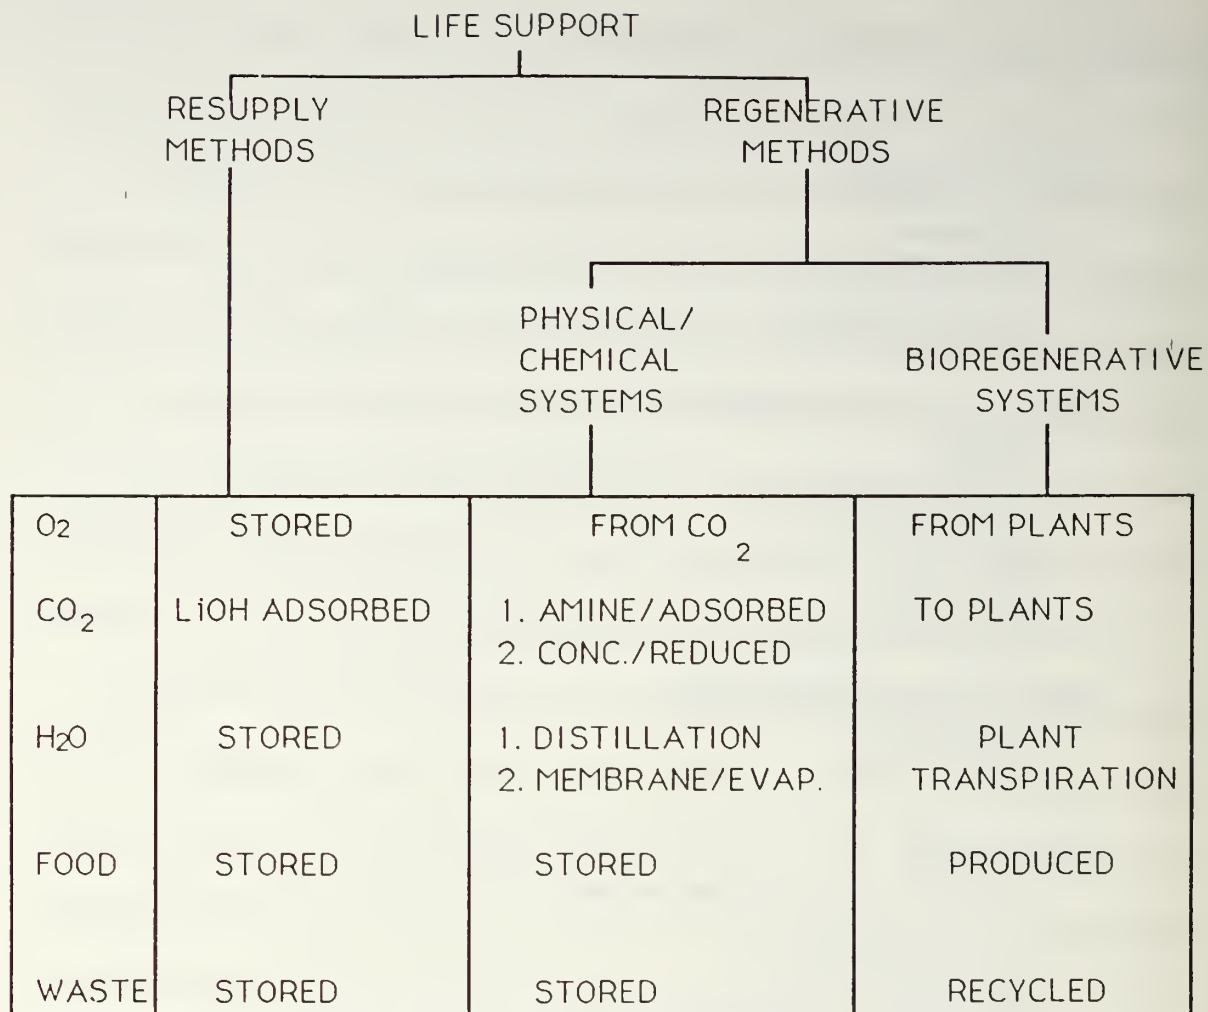 LIFE SUPPORT
RESUPPLY
METHODS
REGENERATIVE
METHODS
PHYSICAL/
CHEMICAL
SYSTEMS
BIOREGENERATIVE
SYSTEMS
O2 STORED FROM CO2 FROM PLANTS
CO2 LiOH ADSORBED 1. AMINE/ADSORBED TO PLANTS
2. CONC./REDUCED
H2O STORED 1. DISTILLATION PLANT
2. MEMBRANE/EVAP. TRANSPIRATION
FOOD STORED STORED PRODUCED
WASTE STORED STORED RECYCLED